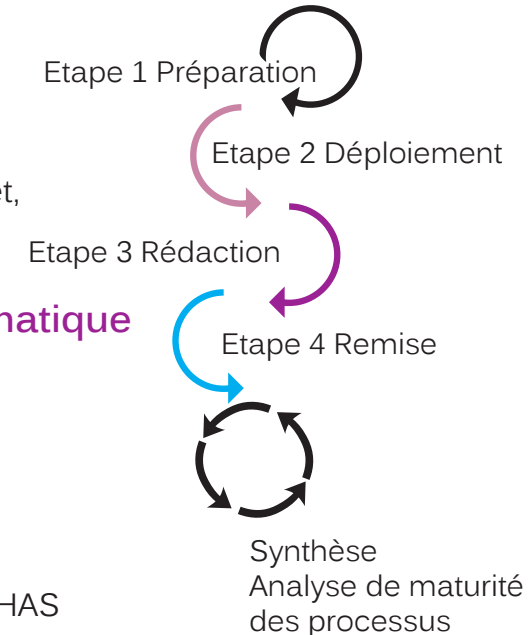 Etape 1 Préparation
Etape 2 Déploiement
et,
Etape 3 Rédaction
matique
Etape 4 Remise
Synthèse
Analyse de maturité
HAS
des processus